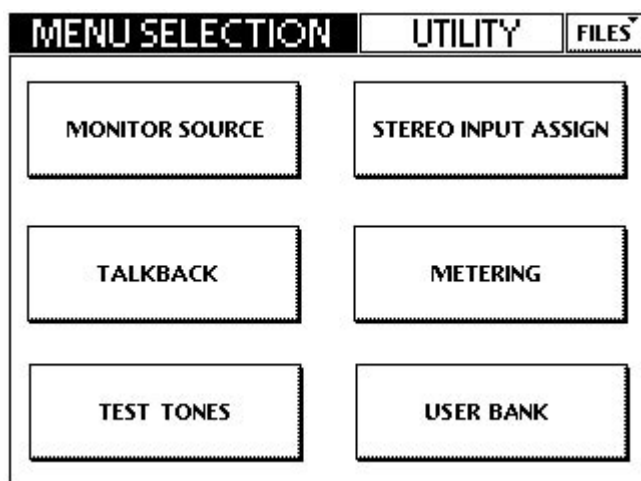 MENU SELECTION UTILITY FILES
MONITOR SOURCE STEREO INPUT ASSIGN
TALKBACK METERING
TEST TONES USER BANK